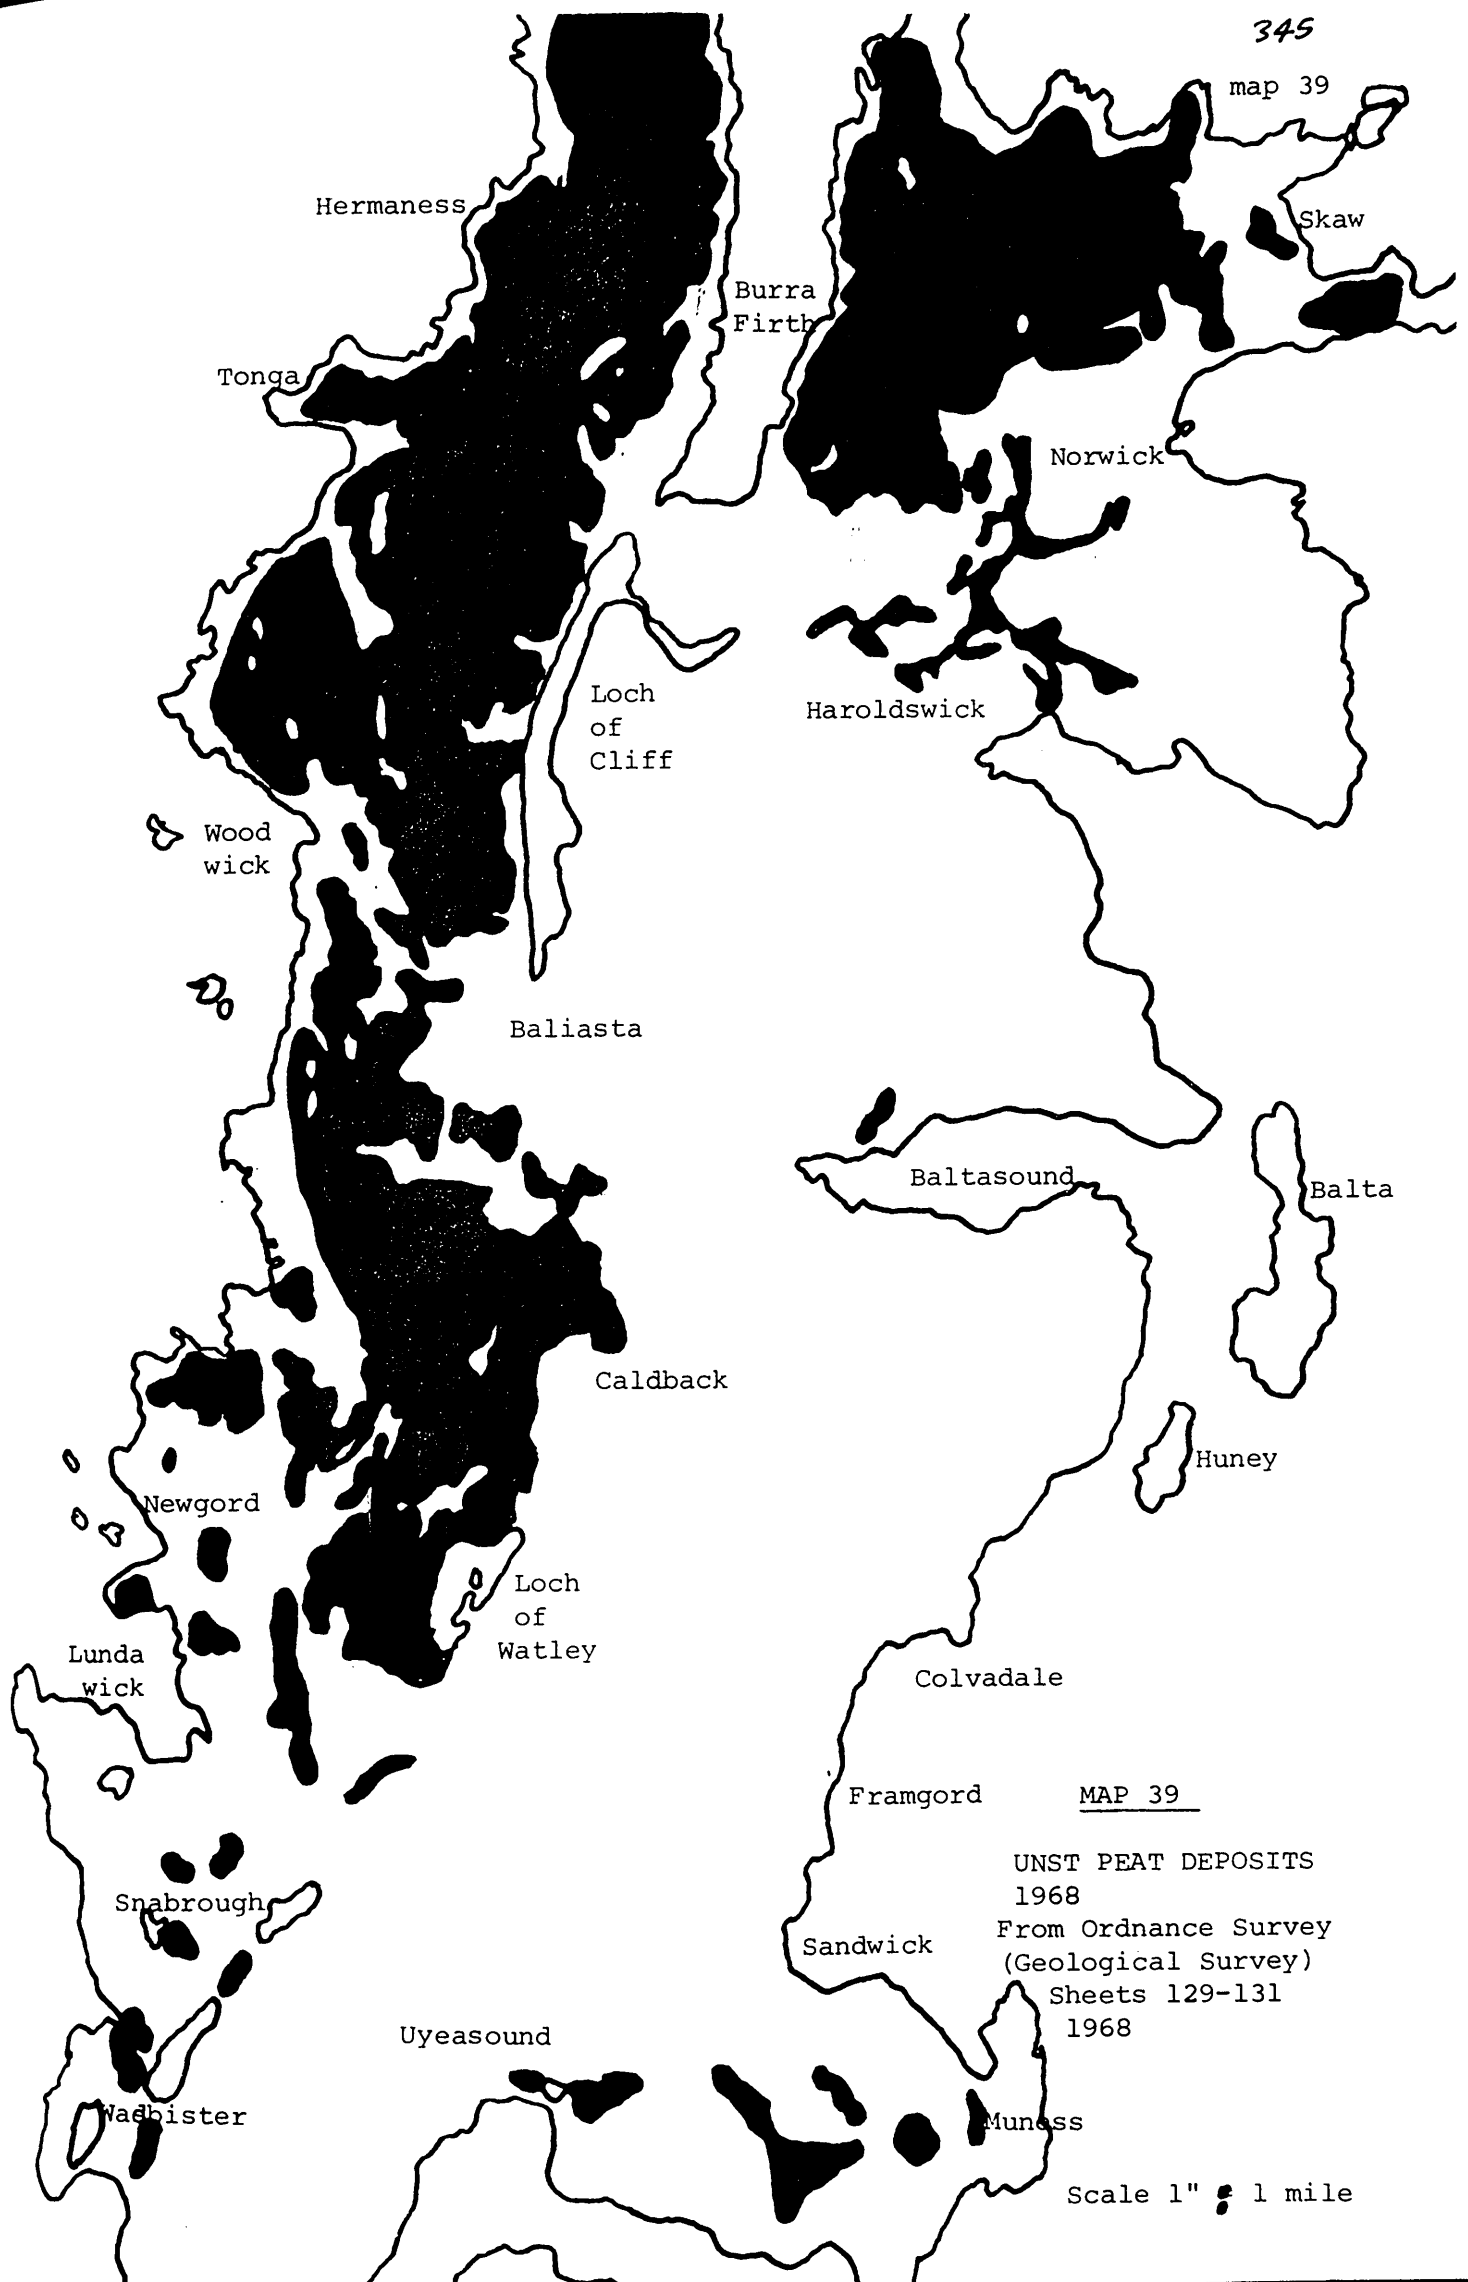 345
map 39
Hermaness
Skaw
Burra
Firth
Tonga
Norwick
Loch
of
Cliff
Haroldswick
Wood
wick
Baliasta
Baltasound
Balta
Caldback
Huney
Newgord
Loch
of
Watley
Lunda
wick
Colvadale
Framgord
MAP 39
UNST PEAT DEPOSITS
1968
From Ordnance Survey
(Geological Survey)
Sheets 129-131
1968
Snabrough
Sandwick
Uyeasound
Wadbister
Muness
Scale 1" : 1 mile